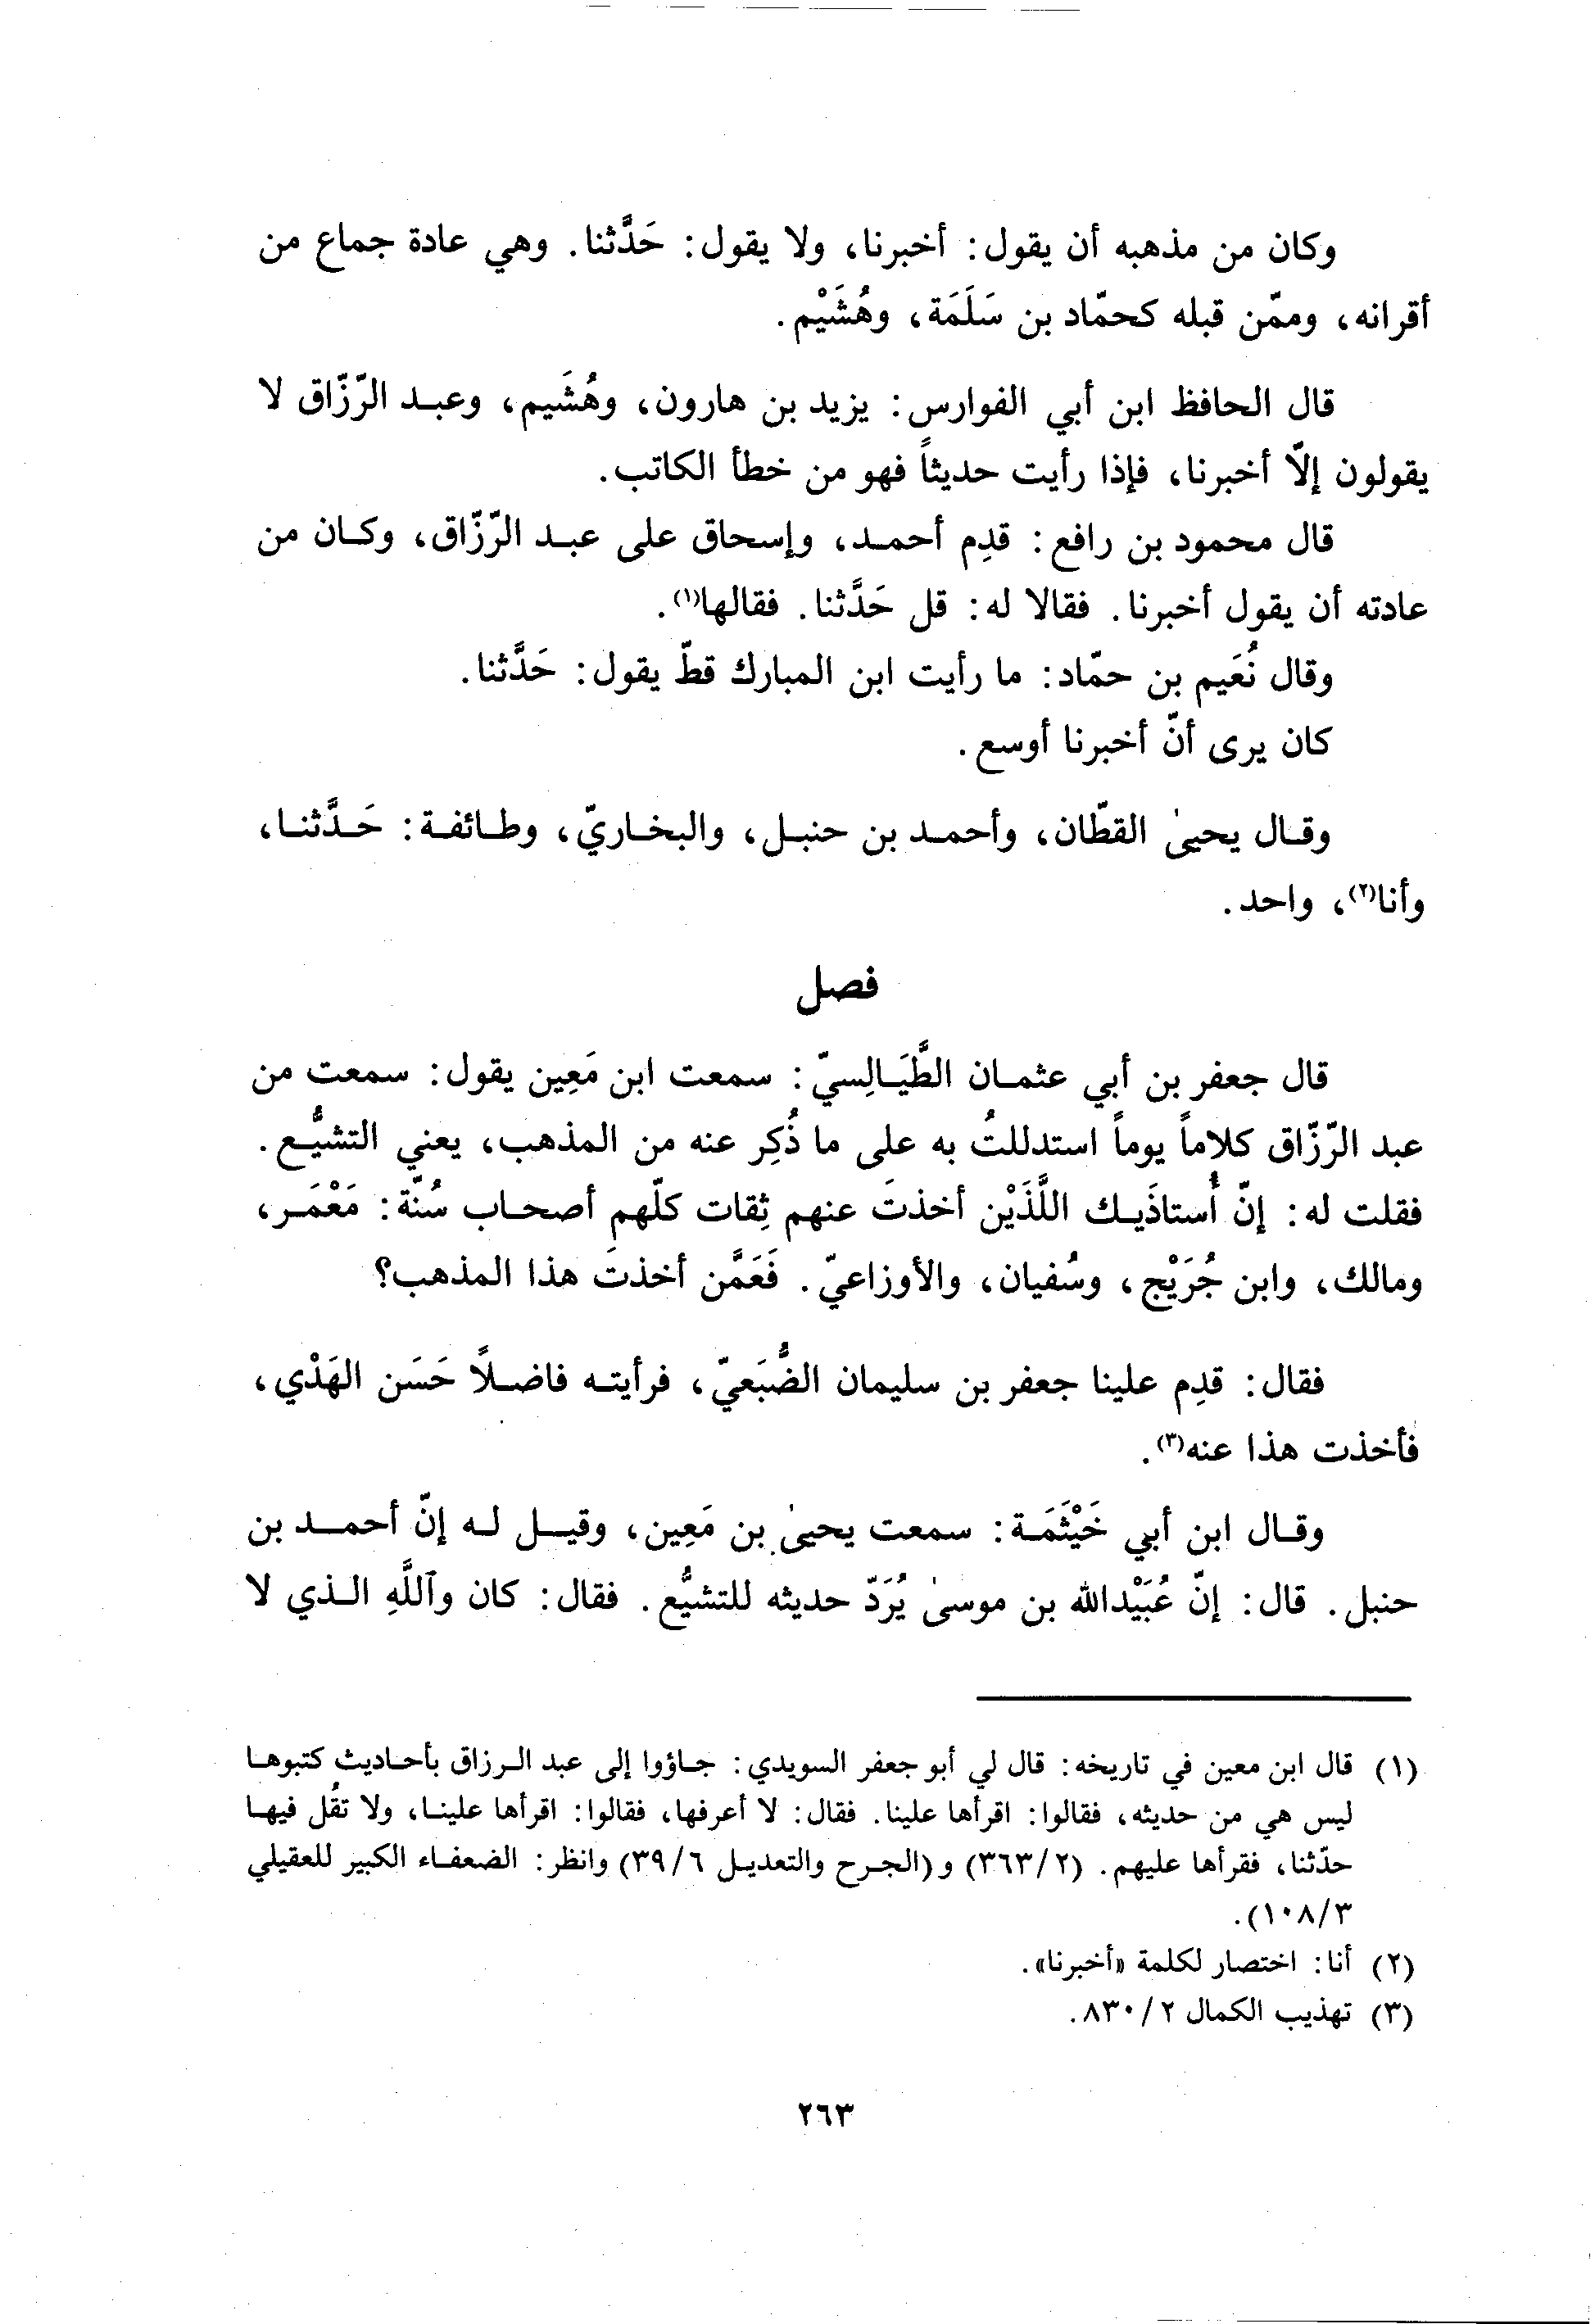 وكان من مذهبه أن يقول: أخبرنا، ولا يقول: حَدَّثنا. وهي عادة جماع من
أقرانه، وممّن قبله كحمّاد بن سَلَمَة، وهُشَيْم.
قال الحافظ ابن أبي الفوارس: يزيد بن هارون، وهُشَيم، وعبد الرّزّاق لا
يقولون إلّا أخبرنا، فإذا رأيت حديثاً فهو من خطأ الكاتب.
قال محمود بن رافع: قدِم أحمد، وإسحاق على عبد الرّزّاق، وكان من
عادته أن يقول أخبرنا. فقالا له: قل حَدَّثنا. فقالها(١).
وقال نُعَيم بن حمّاد: ما رأيت ابن المبارك قطّ يقول: حَدَّثنا.
كان يرى أنّ أخبرنا أوسع.
وقال يحيىٰ القطّان، وأحمد بن حنبل، والبخاريّ، وطائفة: حَدَّثنا،
وأنا(٢)، واحد.
فصل
قال جعفر بن أبي عثمان الطَّيَالِسيّ: سمعت ابن مَعِين يقول: سمعت من
عبد الرّزّاق كلاماً يوماً استدللتُ به على ما ذُكِر عنه من المذهب، يعني التشيُّع.
فقلت له: إنّ أُستاذَيك اللَّذَيْن أخذتَ عنهم ثِقات كلّهم أصحاب سُنّة: مَعْمَر،
ومالك، وابن جُرَيْج، وسُفيان، والأوزاعيّ. فَعَمَّن أخذتَ هذا المذهب؟
فقال: قدِم علينا جعفر بن سليمان الضُّبَعيّ، فرأيته فاضلاً حَسَن الهَدْي،
فأخذت هذا عنه(٣).
وقال ابن أبي خَيْثَمَة: سمعت يحيىٰ بن مَعِين، وقيل له إنّ أحمد بن
حنبل. قال: إنّ عُبَيْدالله بن موسىٰ يُرَدّ حديثه للتشيُّع. فقال: كان وٱللَّهِ الذي لا
(١) قال ابن معين في تاريخه: قال لي أبو جعفر السويدي: جاؤوا إلى عبد الرزاق بأحاديث كتبوها
ليس هي من حديثه، فقالوا: اقرأها علينا. فقال: لا أعرفها، فقالوا: اقرأها علينا، ولا تقُل فيها
حدّثنا، فقرأها عليهم. (٣٦٣/٢) و (الجرح والتعديل ٣٩/٦) وانظر: الضعفاء الكبير للعقيلي
١٠٨/٣).
(٢) أنا: اختصار لكلمة «أخبرنا».
(٣) تهذيب الكمال ٨٣٠/٢.
٢٦٣